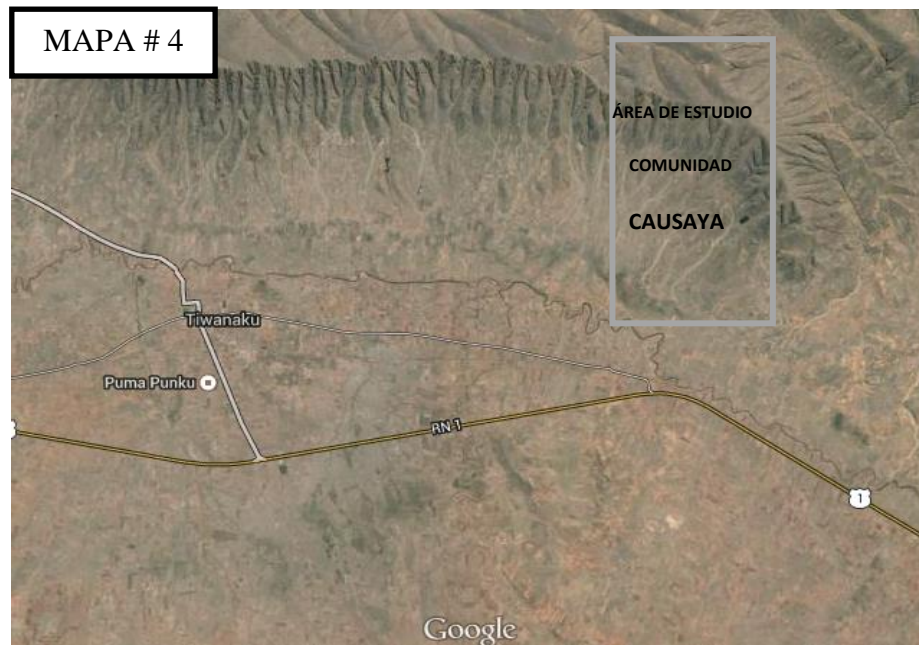 MAPA # 4
ÁREA DE ESTUDIO
COMUNIDAD
CAUSAYA
Tiwanaku
Puma Punku
RN-1
1
Google